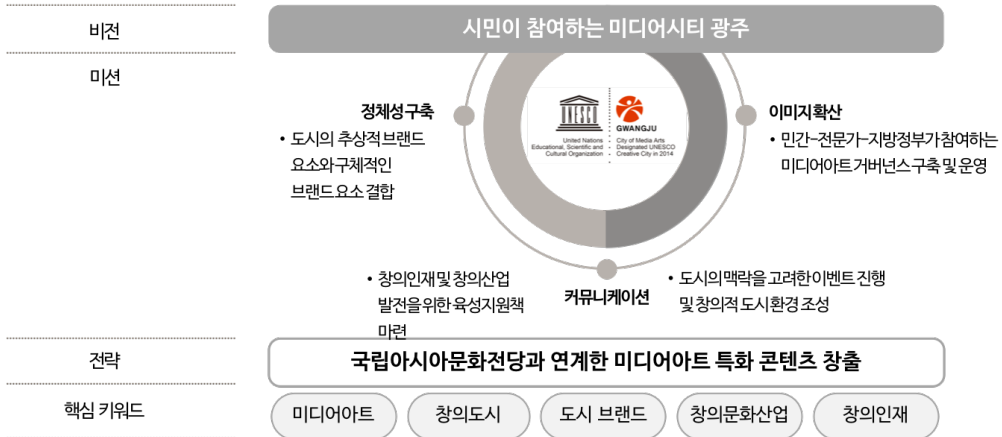 비전
시민이 참여하는 미디어시티 광주
미션
정체성 구축
• 도시의 추상적 브랜드
요소와 구체적인
브랜드 요소 결합
UNESCO
United Nations
Educational, Scientific and
Cultural Organization
GWANGJU
City of Media Arts
Designated UNESCO
Creative City in 2014
이미지 확산
• 민간-전문가-지방정부가 참여하는
미디어아트 거버넌스 구축 및 운영
• 창의인재 및 창의산업
발전을 위한 육성지원책
마련
커뮤니케이션
• 도시의 맥락을 고려한 이벤트 진행
및 창의적 도시 환경 조성
전략
국립아시아문화전당과 연계한 미디어아트 특화 콘텐츠 창출
핵심 키워드
미디어아트
창의도시
도시 브랜드
창의문화산업
창의인재